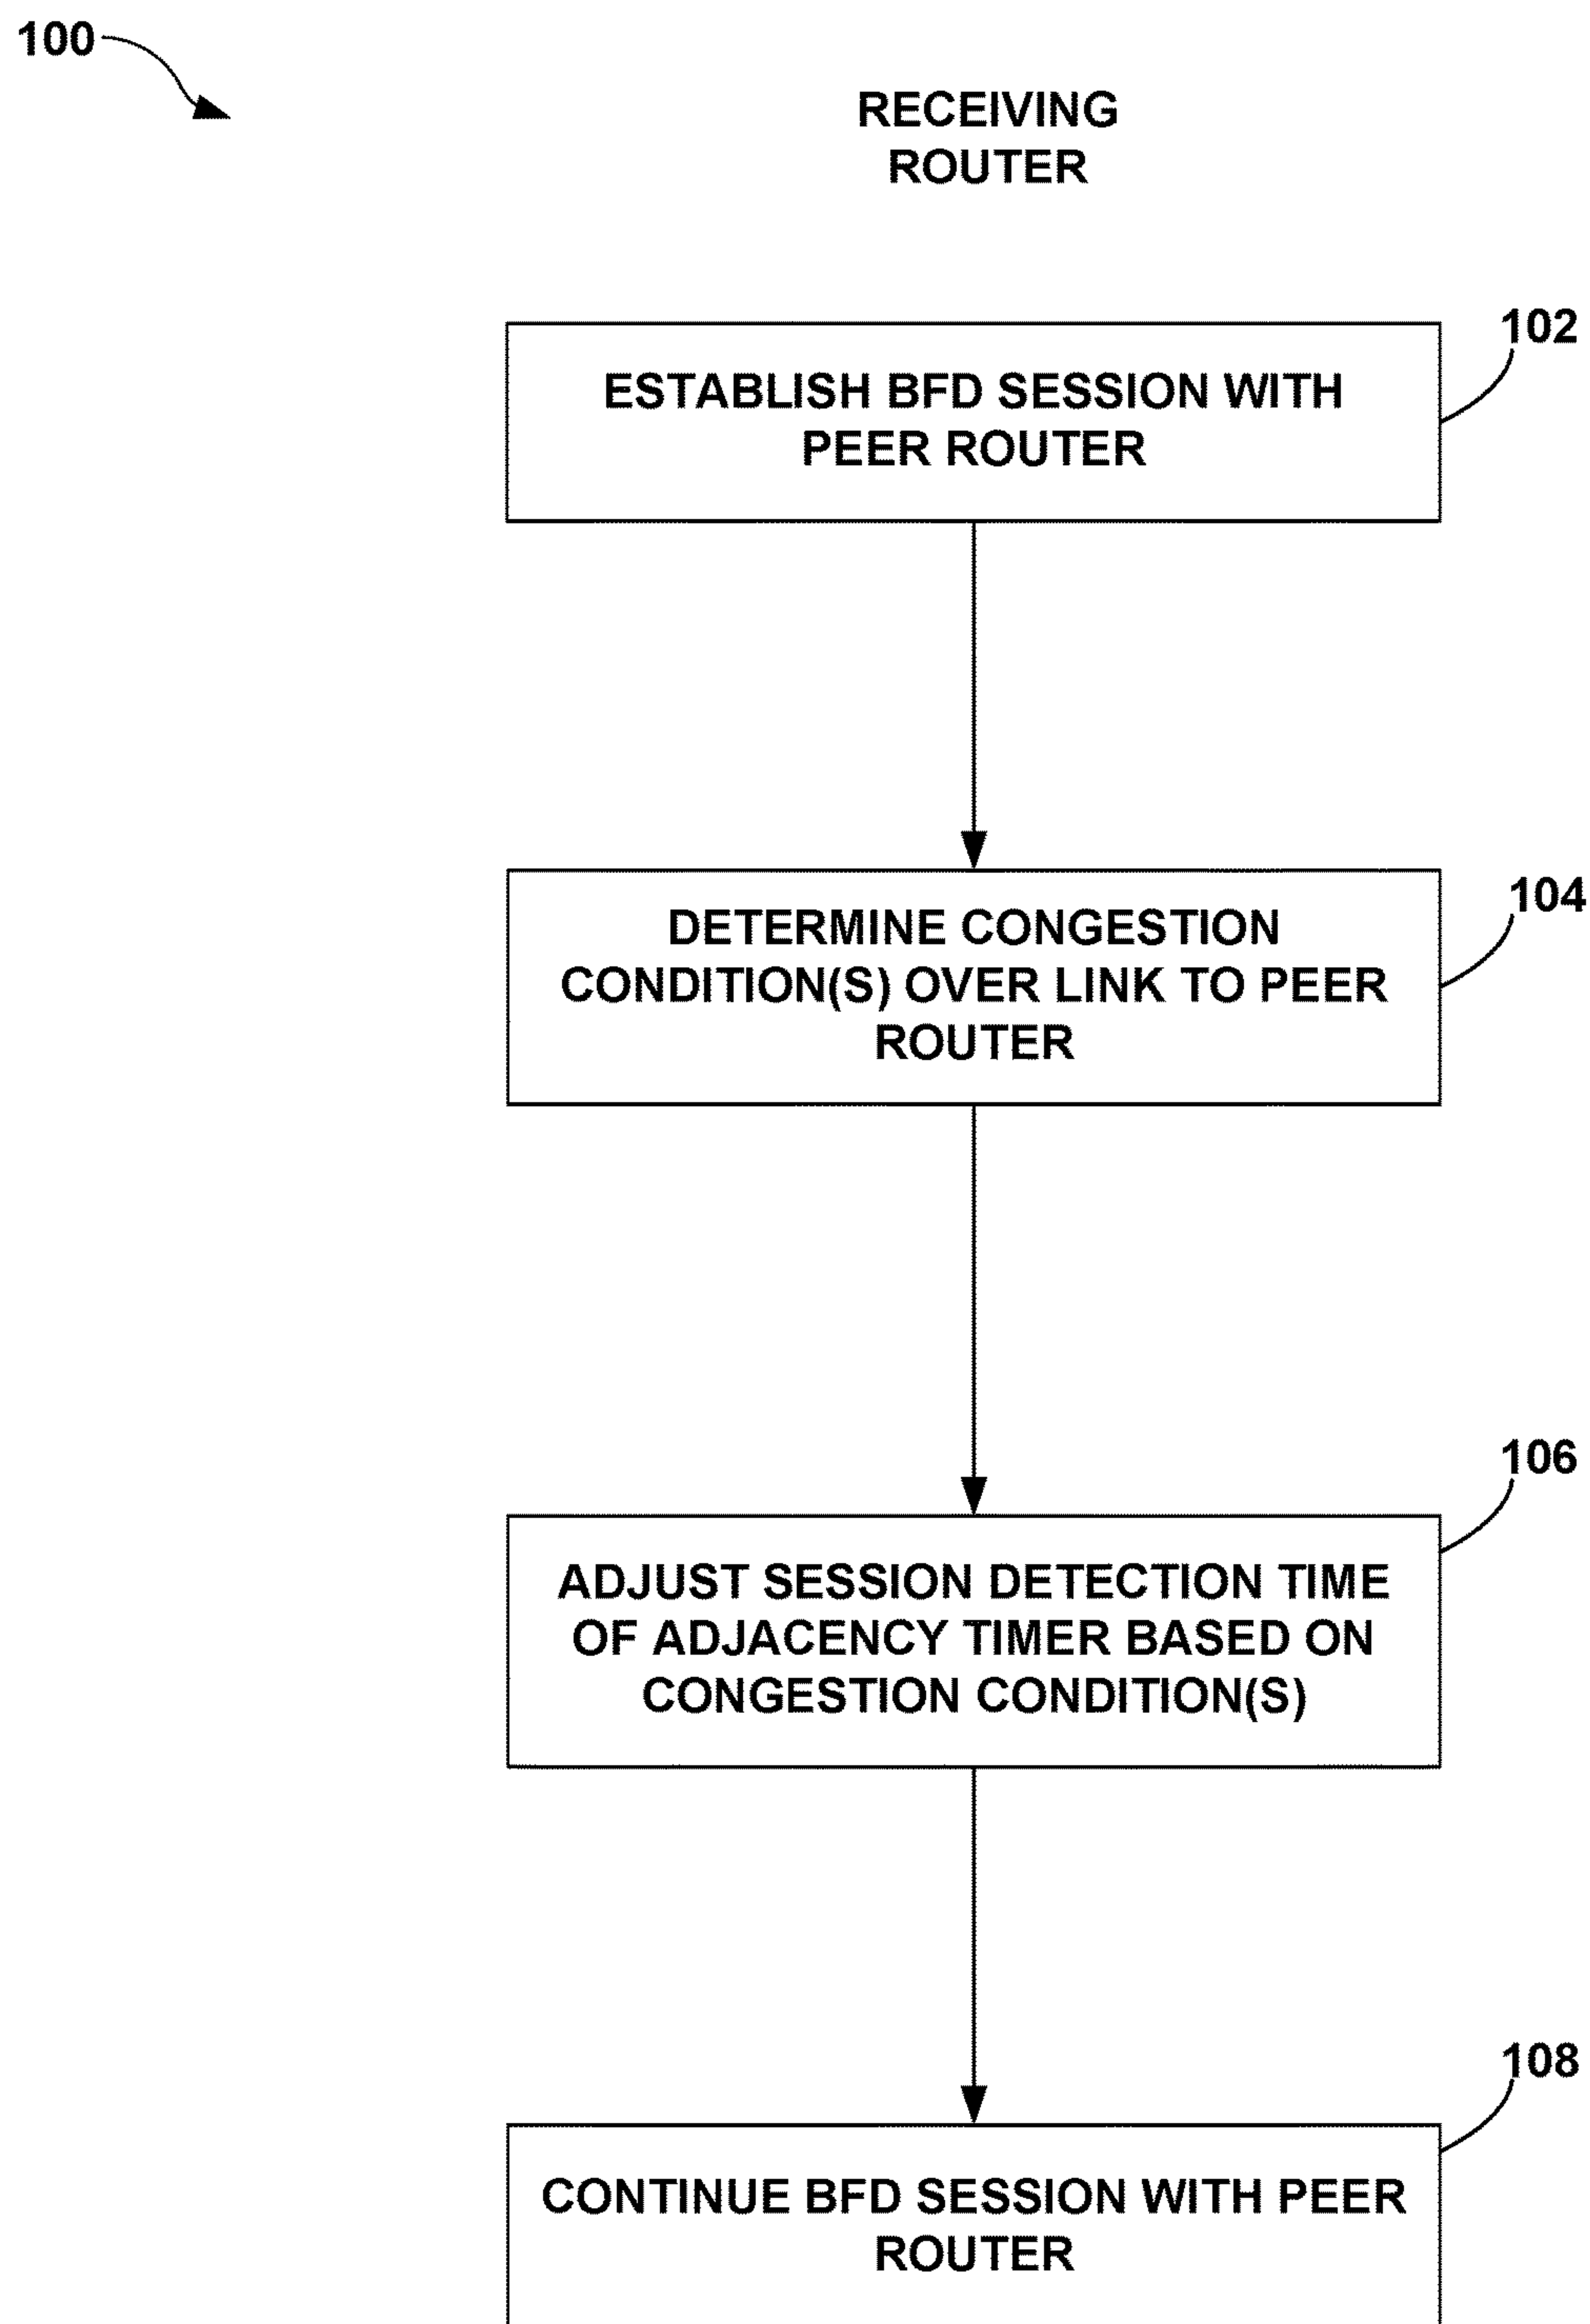 100
RECEIVING
ROUTER
102
ESTABLISH BFD SESSION WITH
PEER ROUTER
104
DETERMINE CONGESTION
CONDITION(S) OVER LINK TO PEER
ROUTER
106
ADJUST SESSION DETECTION TIME
OF ADJACENCY TIMER BASED ON
CONGESTION CONDITION(S)
108
CONTINUE BFD SESSION WITH PEER
ROUTER